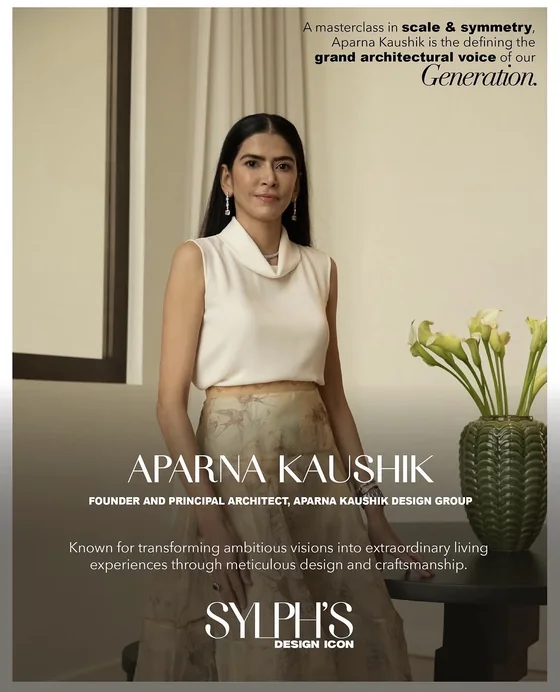 A masterclass in scale & symmetry,
Aparna Kaushik is the defining the
grand architectural voice of our
Generation.
APARNA KAUSHIK
FOUNDER AND PRINCIPAL ARCHITECT, APARNA KAUSHIK DESIGN GROUP
Known for transforming ambitious visions into extraordinary living
experiences through meticulous design and craftsmanship.
SYLPH'S
DESIGN ICON